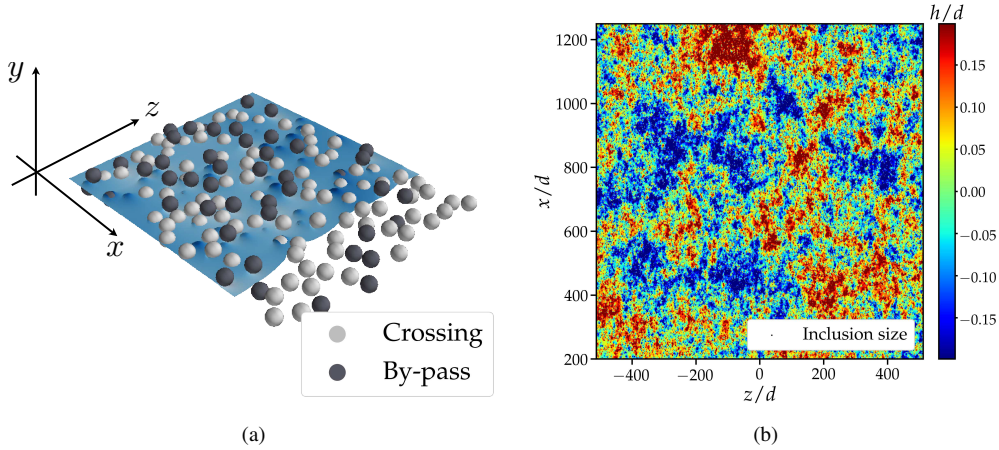 y
z
x
Crossing
By-pass
(a)
h/d
1200
1000
800
600
400
200
x/d
−400
−200
0
200
400
z/d
Inclusion size
0.15
0.10
0.05
0.00
−0.05
−0.10
−0.15
(b)